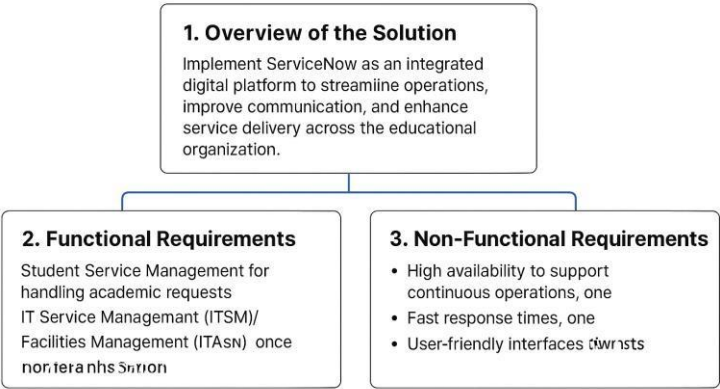 1. Overview of the Solution
Implement ServiceNow as an integrated
digital platform to streamiine operations,
improve communication, and enhance
service delivery across the educational
organization.
2. Functional Requirements
Student Service Management for
handling academic requests
IT Service Managemant (ITSM)/
Facilities Management (ITASN) once
3. Non-Functional Requirements
• High availability to support
continuous operations, one
• Fast response times, one
• User-friendly interfaces